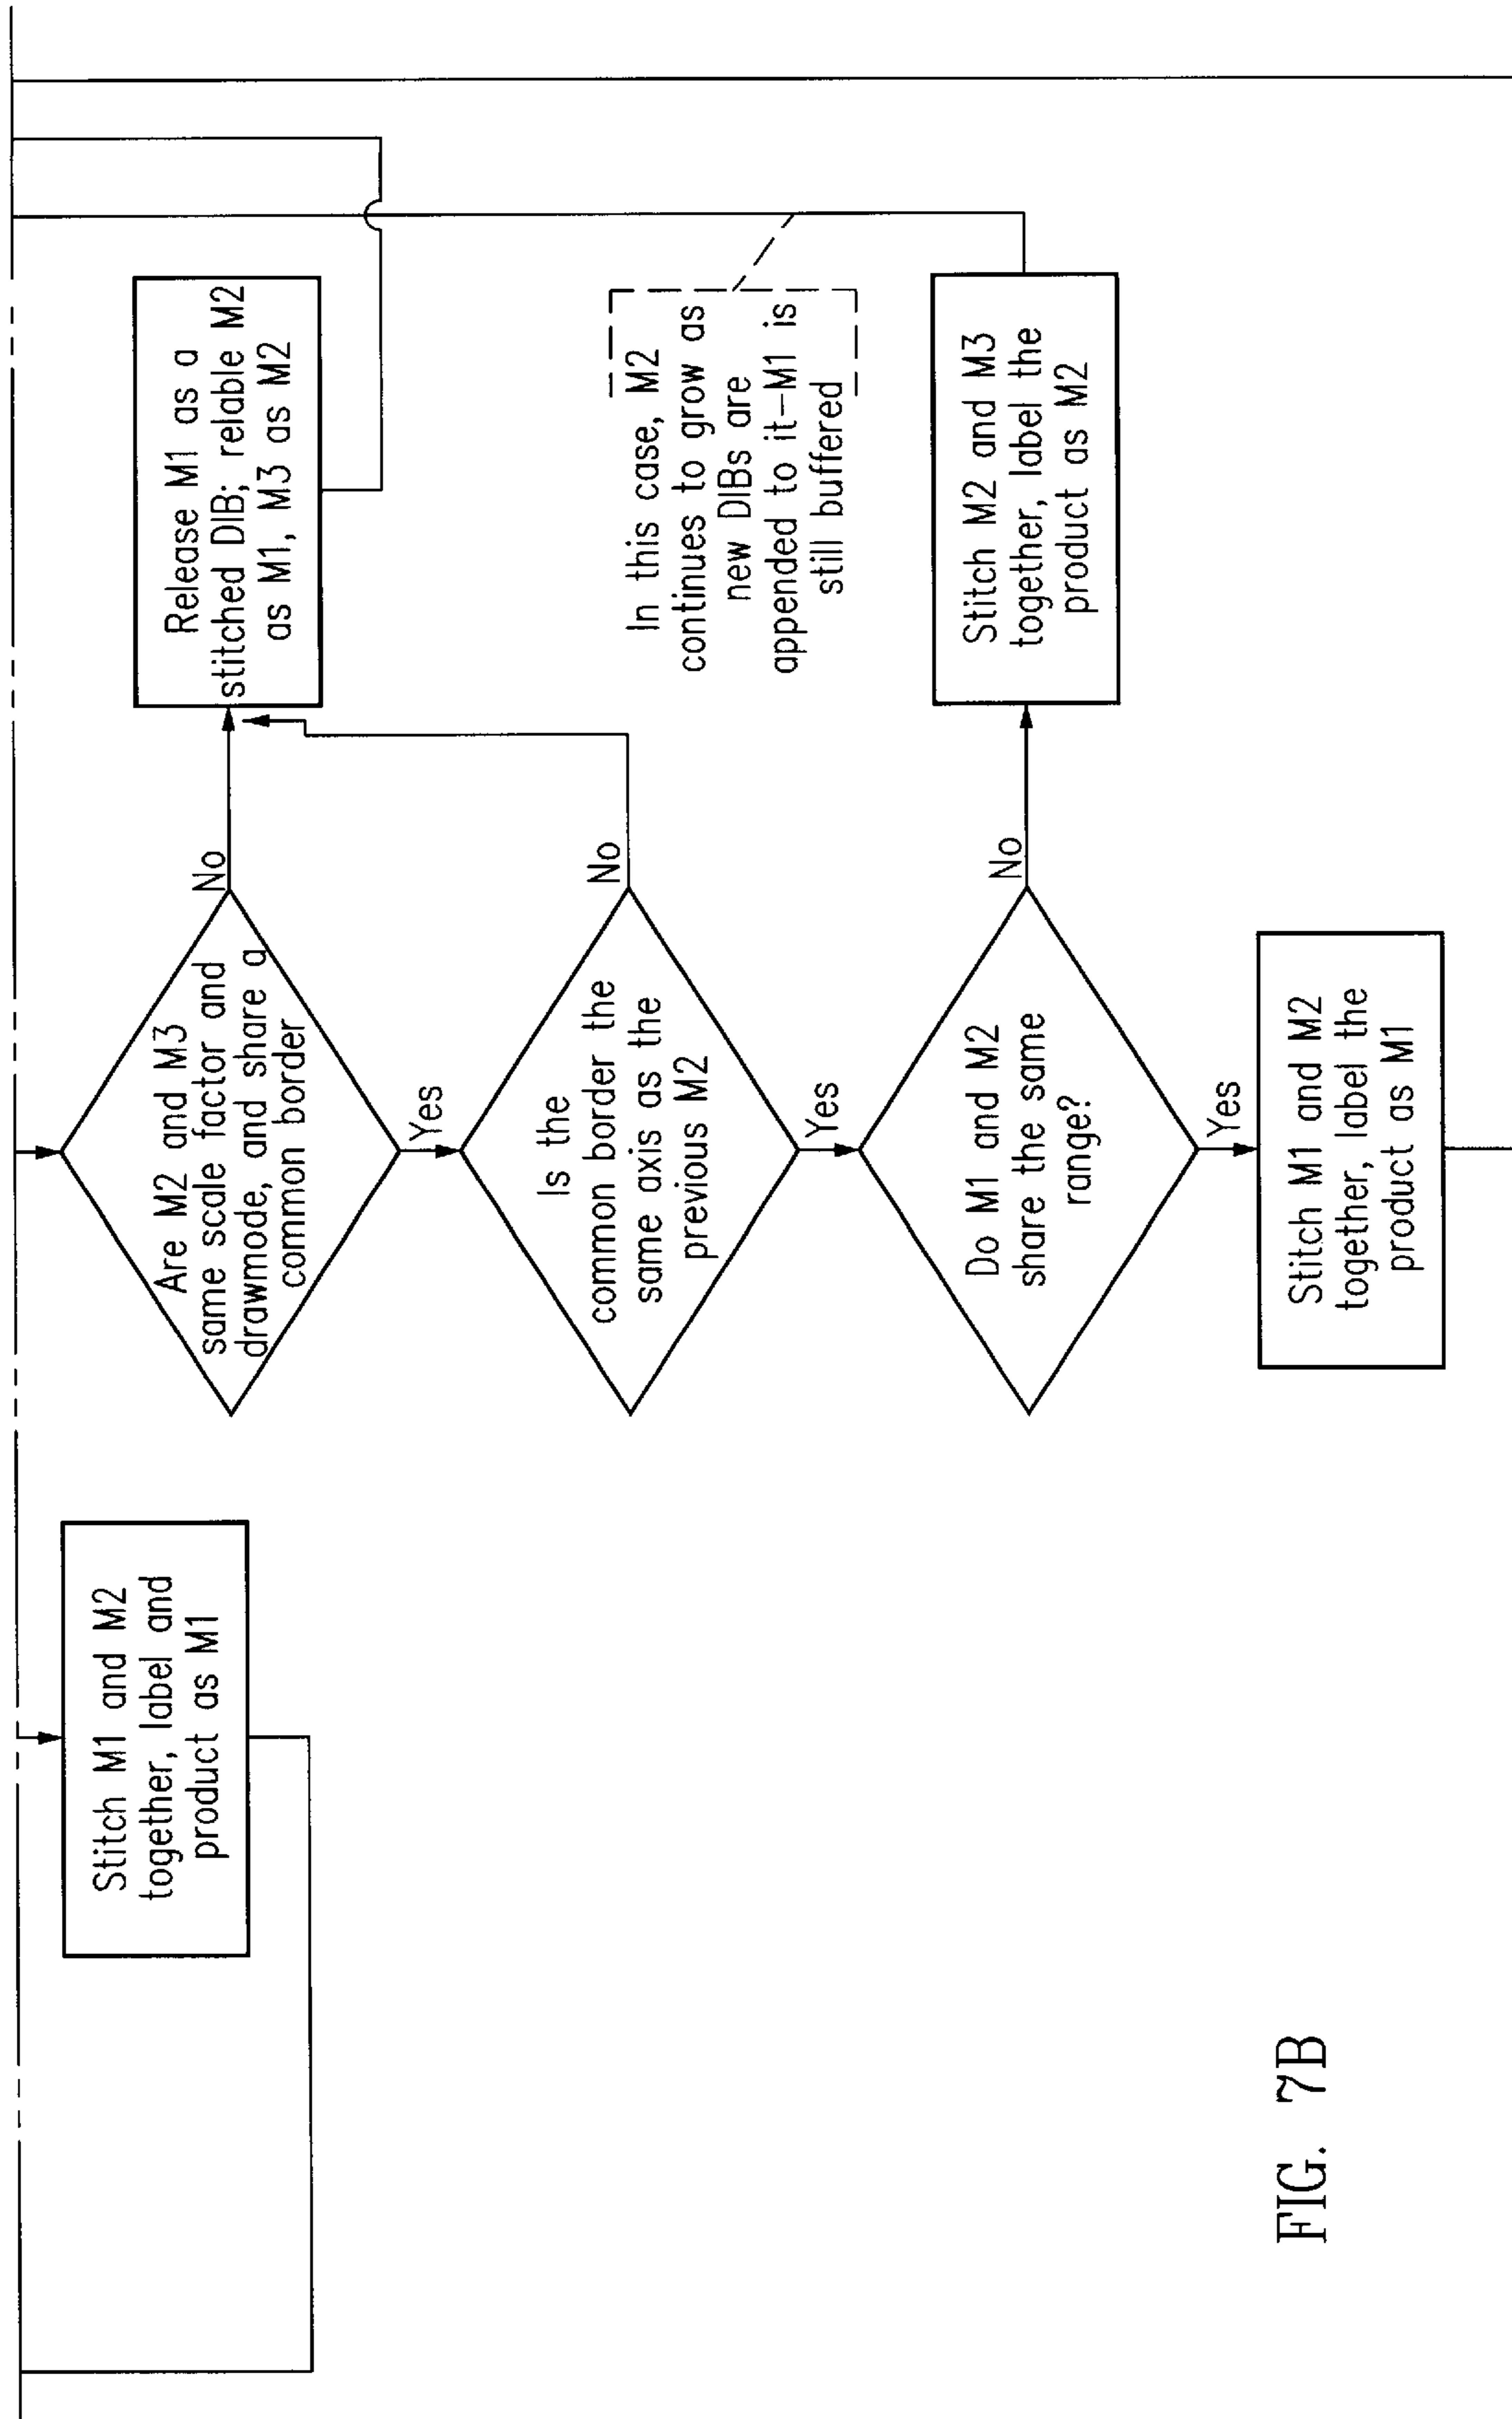 Stitch M1 and M2
together, label and
product as M1
Are M2 and M3
same scale factor and
drawmode, and share a
common border
No
Release M1 as a
stitched DIB; relable M2
as M1, M3 as M2
Yes
Is the
common border the
same axis as the
previous M2
No
In this case, M2
continues to grow as
new DIBs are
appended to it—M1 is
still buffered
Yes
Do M1 and M2
share the same
range?
No
Stitch M2 and M3
together, label the
product as M2
Yes
Stitch M1 and M2
together, label the
product as M1
FIG. 7B